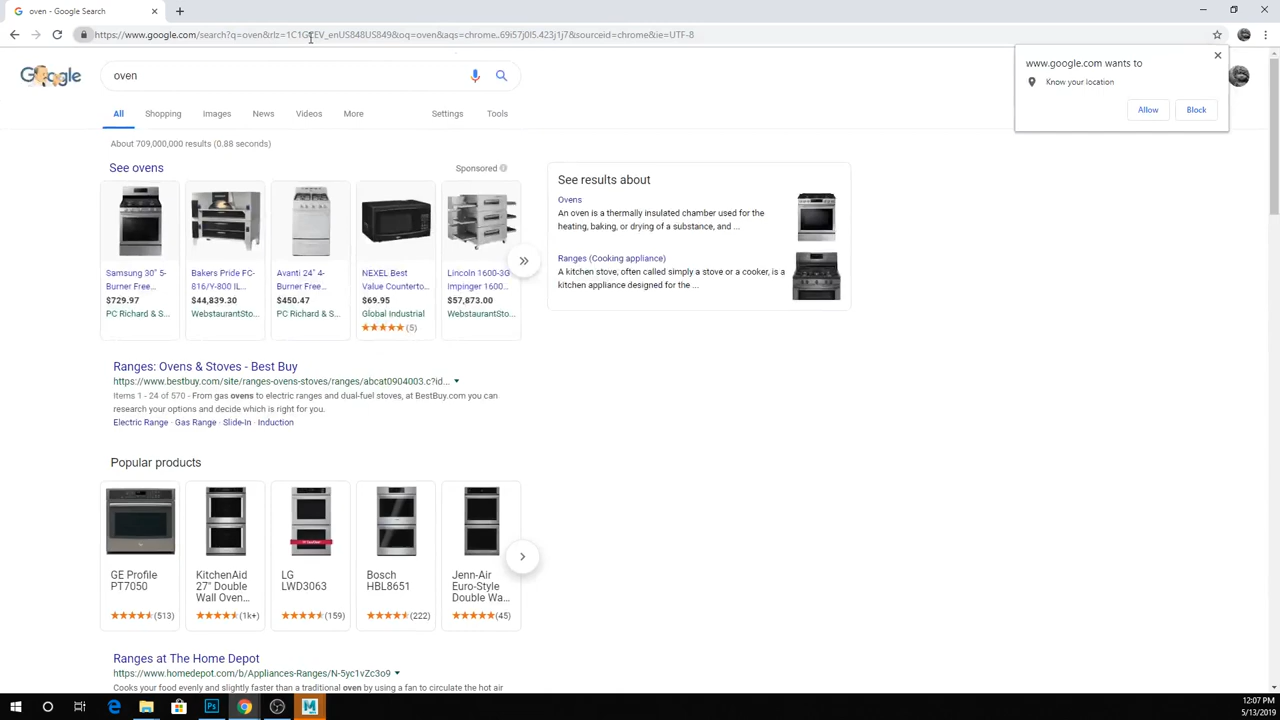 oven - Google Search
https://www.google.com/search?q=oven&rlz=1C1GCEV_enUS848US849&oq=oven&aqs=chrome..69i57j0l5.423j1j7&sourceid=chrome&ie=UTF-8
www.google.com wants to
Know your location
Allow Block
Google
oven
All Shopping Images News Videos More Settings Tools
About 709,000,000 results (0.88 seconds)
See ovens Sponsored
Samsung 30" 5-
Burner Free...
$729.97
PC Richard & S...
Bakers Pride FC-
816/Y-800 IL...
$44,839.30
WebstaurantSto...
Avanti 24" 4-
Burner Free...
$450.47
PC Richard & S...
NEXEL Best
Value Counterto...
$69.95
Global Industrial
(5)
Lincoln 1600-3G
Impinger 1600...
$57,873.00
WebstaurantSto...
See results about
Ovens
An oven is a thermally insulated chamber used for the
heating, baking, or drying of a substance, and ...
Ranges (Cooking appliance)
A kitchen stove, often called simply a stove or a cooker, is a
kitchen appliance designed for the ...
Ranges: Ovens & Stoves - Best Buy
https://www.bestbuy.com/site/ranges-ovens-stoves/ranges/abcat0904003.c?id...
Items 1 - 24 of 570 - From gas ovens to electric ranges and dual-fuel stoves, at BestBuy.com you can
research your options and decide which is right for you.
Electric Range · Gas Range · Slide-In · Induction
Popular products
GE Profile
PT7050
(513)
KitchenAid
27" Double
Wall Oven...
(1k+)
LG
LWD3063
(159)
Bosch
HBL8651
(222)
Jenn-Air
Euro-Style
Double Wa...
(45)
Ranges at The Home Depot
https://www.homedepot.com/b/Appliances-Ranges/N-5yc1vZc3o9
Cooks your food evenly and slightly faster than a traditional oven by using a fan to circulate the hot air
Ps
M
12:07 PM
5/13/2019